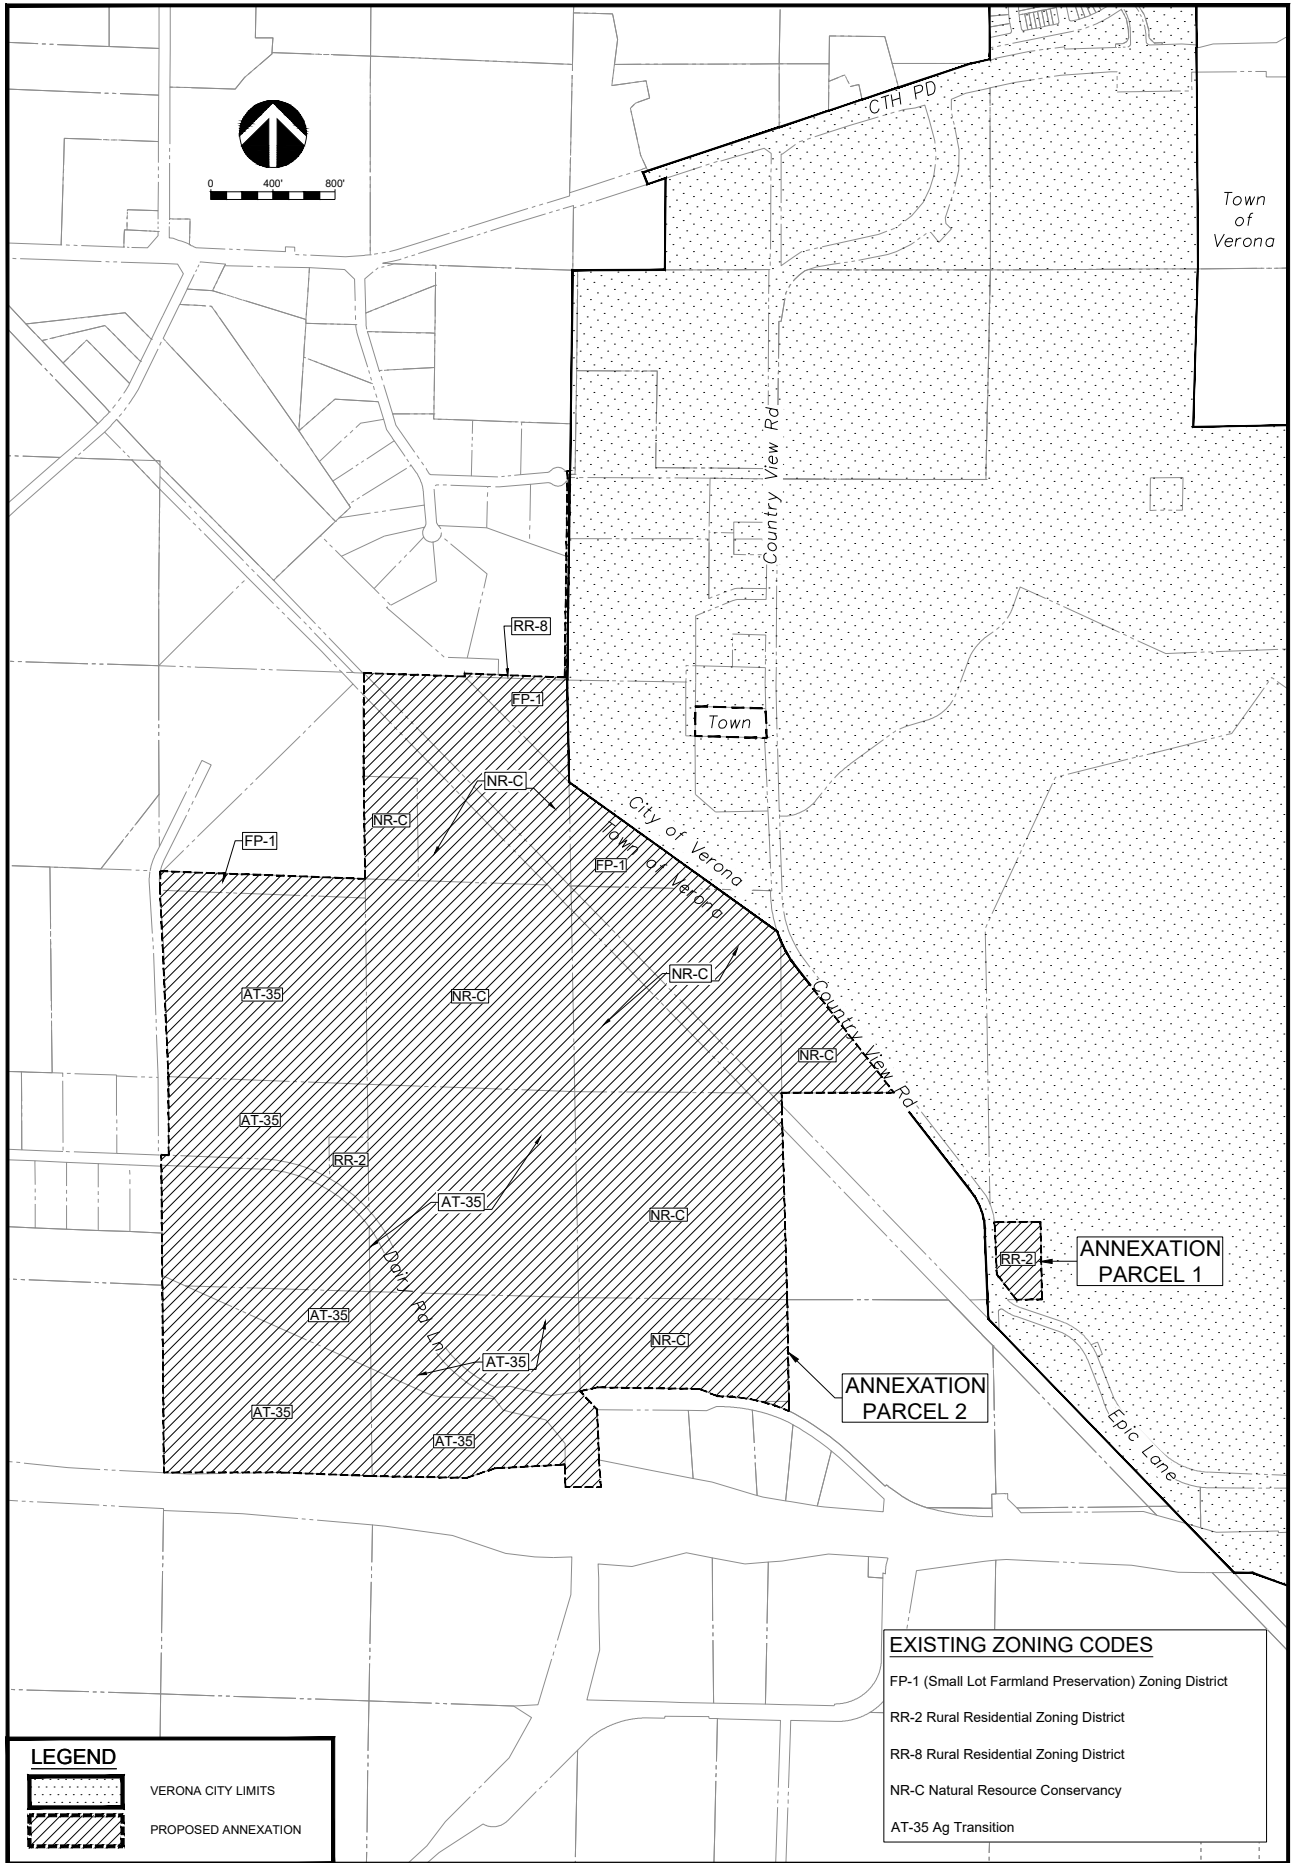 CTH PD
0 400' 800'
Town
of
Verona
Country View Rd
RR-8
FP-1
Town
NR-C
City of Verona
Town of Verona
NR-C
FP-1
FP-1
NR-C
AT-35
NR-C
Country View Rd
NR-C
AT-35
RR-2
AT-35
NR-C
Dairy Rd Ln
RR-2
ANNEXATION
PARCEL 1
AT-35
NR-C
AT-35
ANNEXATION
PARCEL 2
AT-35
AT-35
Epic Lane
EXISTING ZONING CODES
FP-1 (Small Lot Farmland Preservation) Zoning District
RR-2 Rural Residential Zoning District
RR-8 Rural Residential Zoning District
NR-C Natural Resource Conservancy
AT-35 Ag Transition
LEGEND
VERONA CITY LIMITS
PROPOSED ANNEXATION